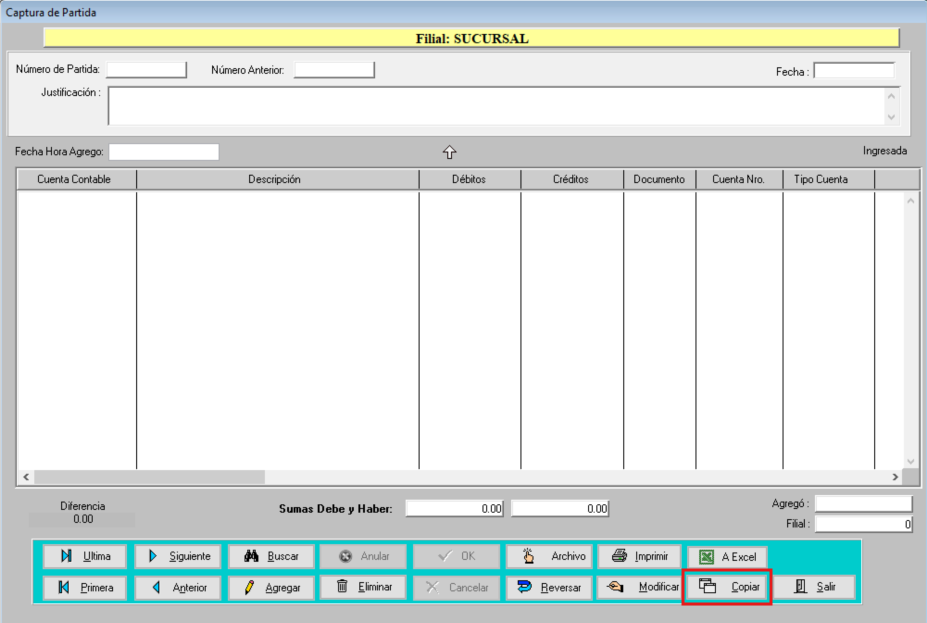 Captura de Partida
Filial: SUCURSAL
Número de Partida: Número Anterior: Fecha :
Justificación :
Fecha Hora Agrego: Ingresada
Cuenta Contable Descripción Débitos Créditos Documento Cuenta Nro. Tipo Cuenta
Diferencia
0.00
Sumas Debe y Haber: 0.00 0.00
Agregó :
Filial : 0
Ultima Siguiente Buscar Anular OK Archivo Imprimir A Excel
Primera Anterior Agregar Eliminar Cancelar Reversar Modificar Copiar Salir